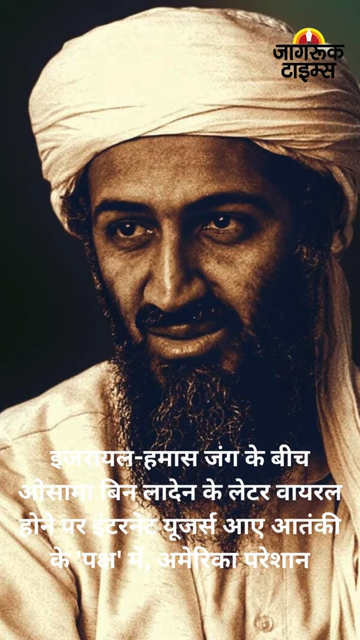 जागरूक
टाइम्स
इजरायल-हमास जंग के बीच
ओसामा बिन लादेन के लेटर वायरल
होने पर इंटरनेट यूजर्स आए आतंकी
के 'पक्ष' में, अमेरिका परेशान